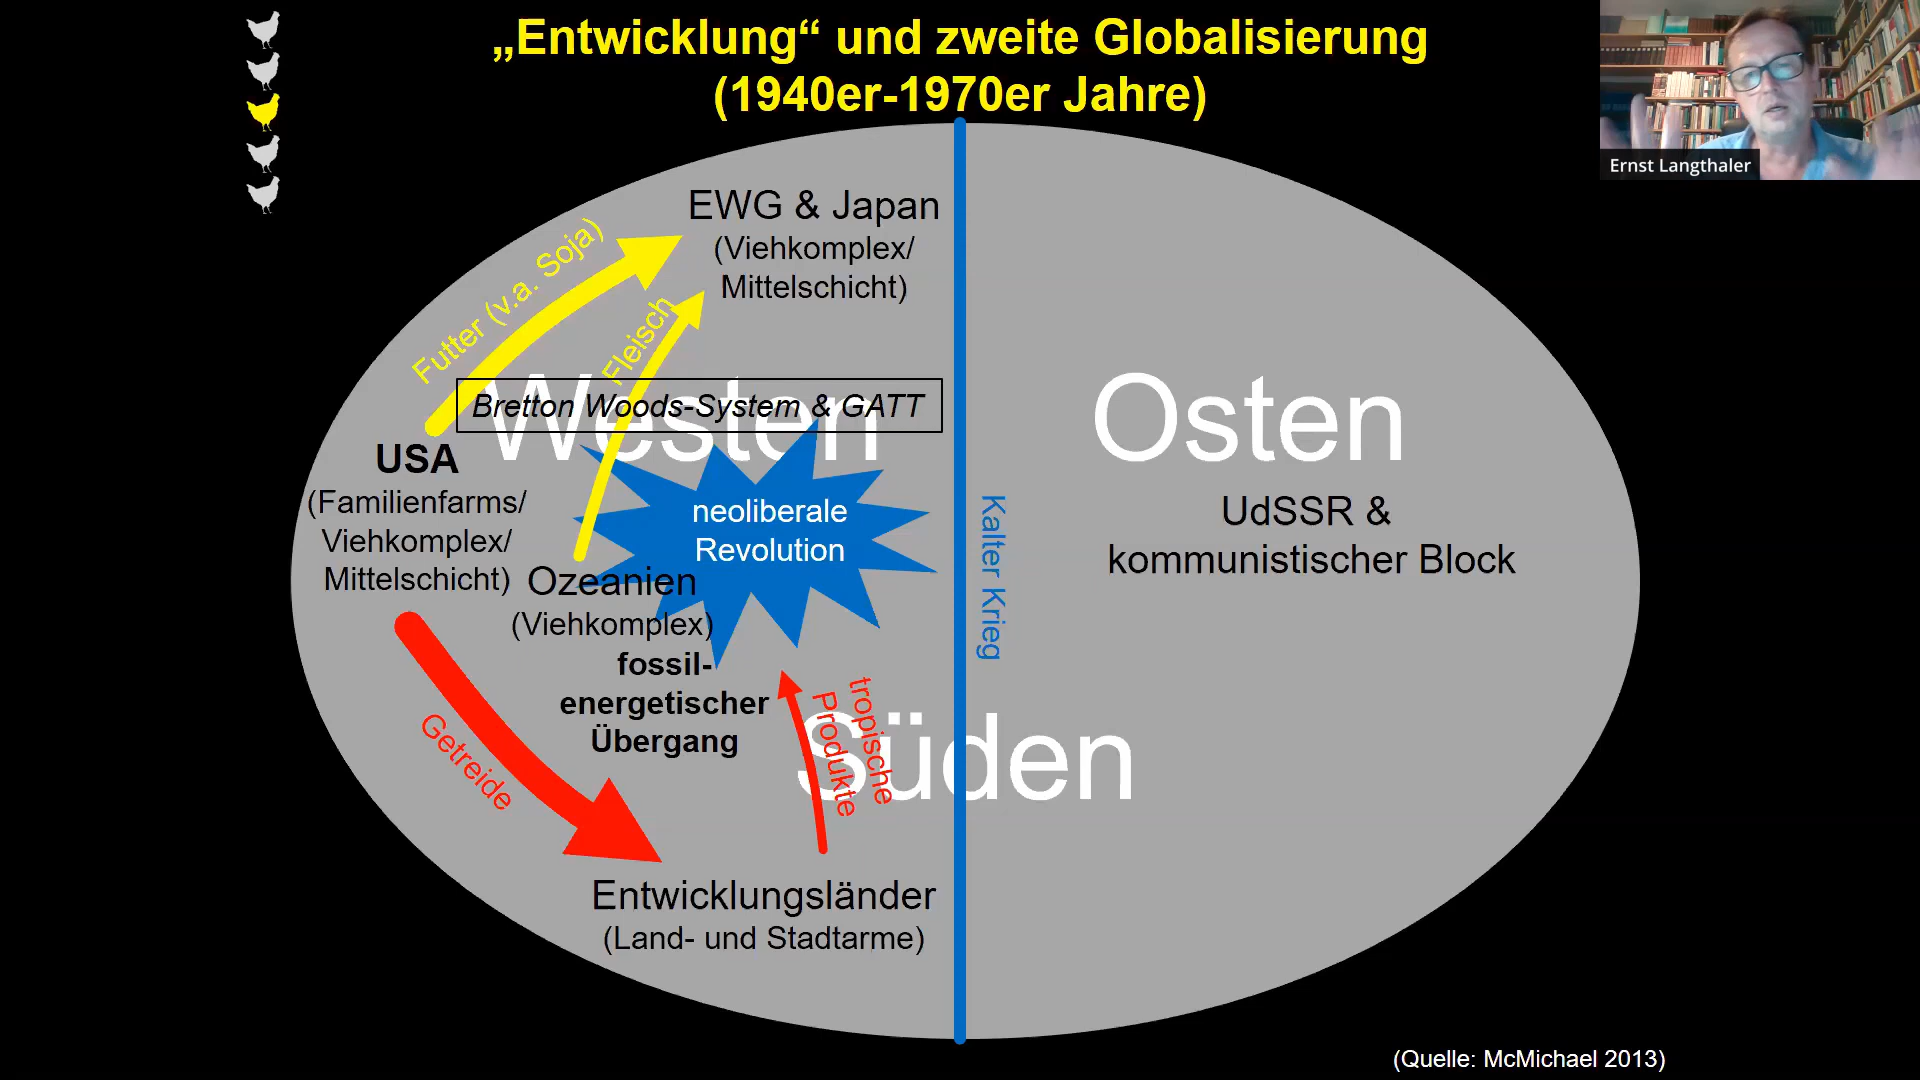 „Entwicklung“ und zweite Globalisierung
(1940er-1970er Jahre)
Ernst Langthaler
EWG & Japan
(Viehkomplex/
Mittelschicht)
Futter (v.a. Soja)
Fleisch
Westen
Bretton Woods-System & GATT
Osten
USA
(Familienfarms/
Viehkomplex/
Mittelschicht)
neoliberale
Revolution
Kalter Krieg
UdSSR &
kommunistischer Block
Ozeanien
(Viehkomplex)
fossil-
energetischer
Übergang
Getreide
tropische
Produkte
Süden
Entwicklungsländer
(Land- und Stadtarme)
(Quelle: McMichael 2013)